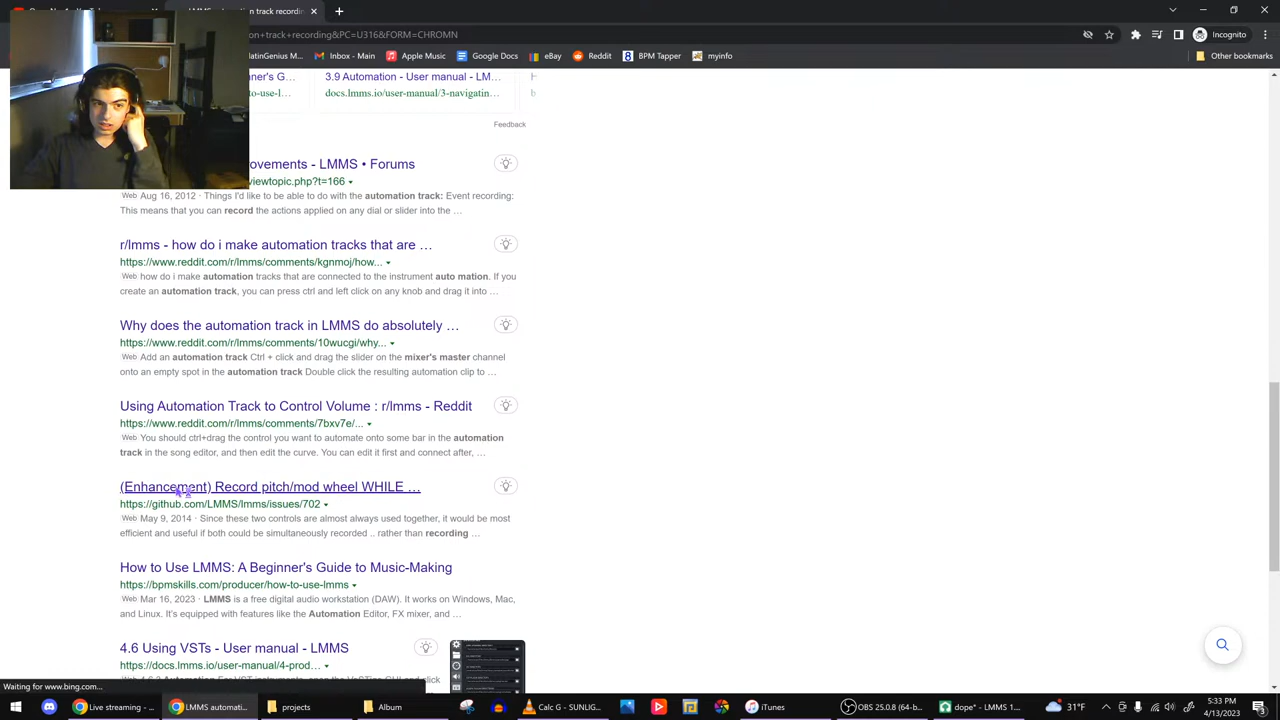 on track recording
on+track+recording&PC=U316&FORM=CHROMN
Incognito
latinGenius M...
Inbox - Main
Apple Music
Google Docs
eBay
Reddit
BPM Tapper
myinfo
Other bookmarks
nner's G...
3.9 Automation - User manual - LM...
to-use-l...
docs.lmms.io/user-manual/3-navigatin...
Feedback
ovements - LMMS • Forums
viewtopic.php?t=166
Web Aug 16, 2012 · Things I'd like to be able to do with the automation track: Event recording:
This means that you can record the actions applied on any dial or slider into the …
r/lmms - how do i make automation tracks that are …
https://www.reddit.com/r/lmms/comments/kgnmoj/how...
Web how do i make automation tracks that are connected to the instrument auto mation. If you
create an automation track, you can press ctrl and left click on any knob and drag it into …
Why does the automation track in LMMS do absolutely …
https://www.reddit.com/r/lmms/comments/10wucgi/why...
Web Add an automation track Ctrl + click and drag the slider on the mixer's master channel
onto an empty spot in the automation track Double click the resulting automation clip to …
Using Automation Track to Control Volume : r/lmms - Reddit
https://www.reddit.com/r/lmms/comments/7bxv7e/...
Web You should ctrl+drag the control you want to automate onto some bar in the automation
track in the song editor, and then edit the curve. You can edit it first and connect after, …
(Enhancement) Record pitch/mod wheel WHILE …
https://github.com/LMMS/lmms/issues/702
Web May 9, 2014 · Since these two controls are almost always used together, it would be most
efficient and useful if both could be simultaneously recorded .. rather than recording …
How to Use LMMS: A Beginner's Guide to Music-Making
https://bpmskills.com/producer/how-to-use-lmms
Web Mar 16, 2023 · LMMS is a free digital audio workstation (DAW). It works on Windows, Mac,
and Linux. It's equipped with features like the Automation Editor, FX mixer, and …
4.6 Using VSTs - User manual - LMMS
https://docs.lmms.io/user-manual/4-prod...
Waiting for www.bing.com...
Live streaming - ...
LMMS automati...
projects
Album
Calc G - SUNLIG...
iTunes
OBS 25.0.8 (64-b...
LMMS 1...
31°F
5:33 PM
4/13/2023